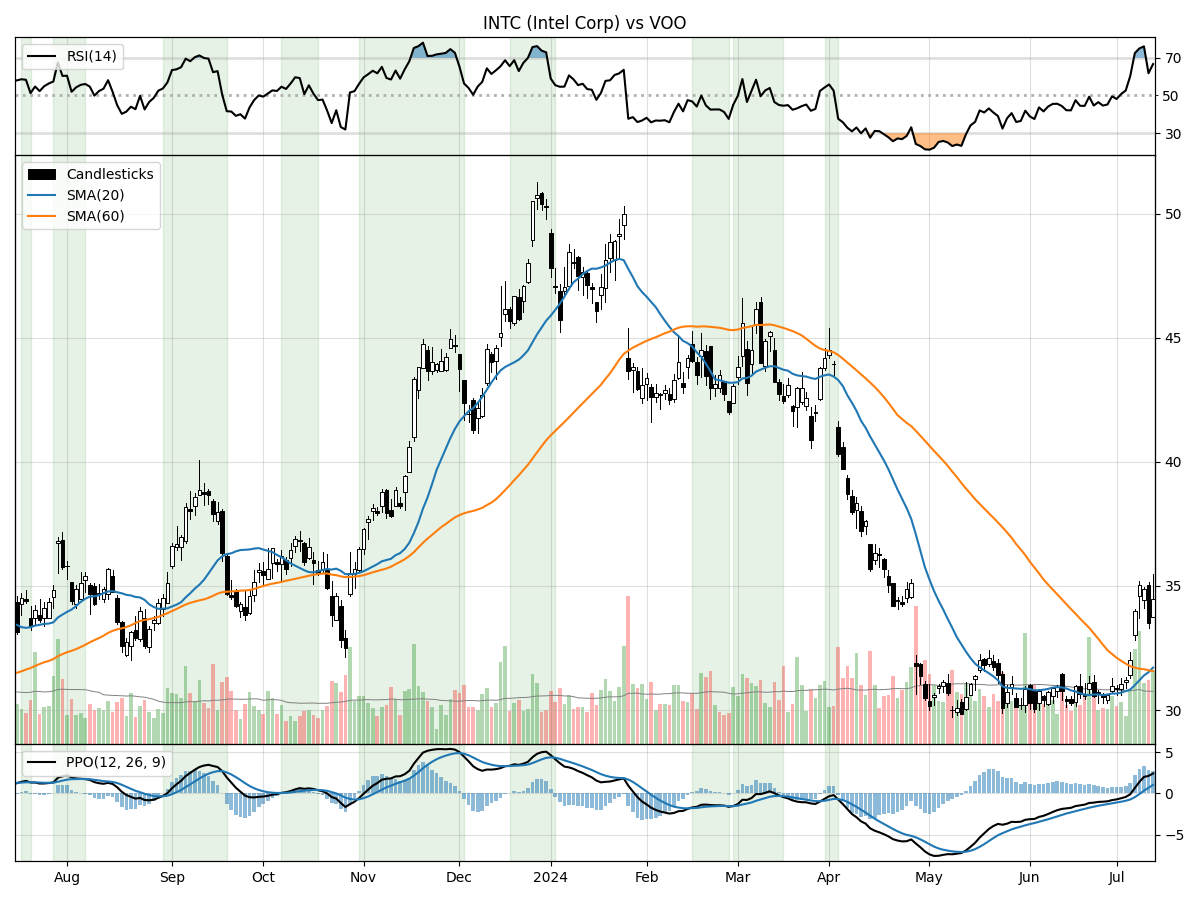 INTC (Intel Corp) vs VOO
RSI(14)
70
50
30
Candlesticks
SMA(20)
SMA(60)
50
45
40
35
30
PPO(12, 26, 9)
5
0
−5
Aug Sep Oct Nov Dec 2024 Feb Mar Apr May Jun Jul